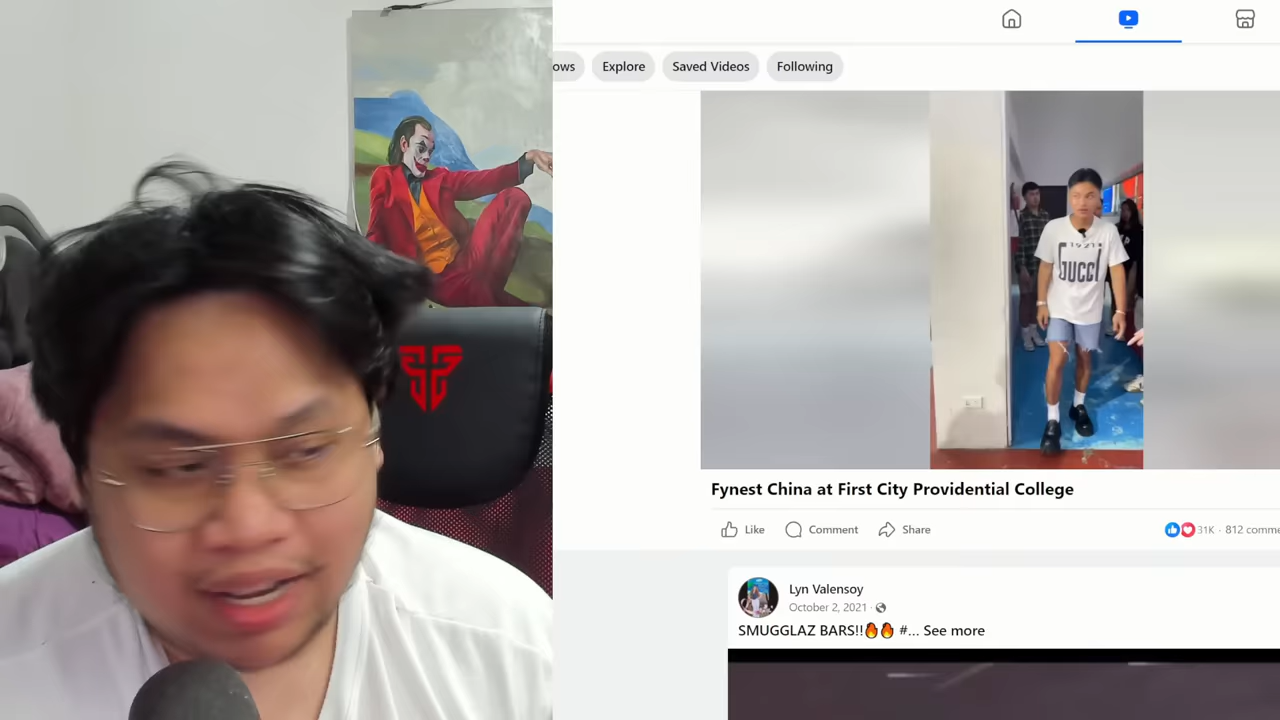 ows
Explore
Saved Videos
Following
1921
GUCCI
Fynest China at First City Providential College
Like
Comment
Share
31K · 812 comme
Lyn Valensoy
October 2, 2021 ·
SMUGGLAZ BARS!!🔥🔥 #... See more